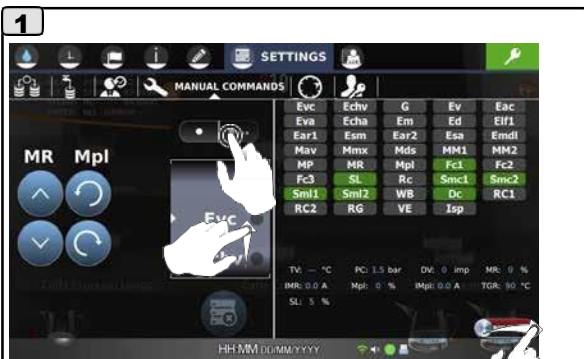 1
SETTINGS
MANUAL COMMANDS
Evc Echv G Ev Eac
Eva Echa Em Ed Elf1
Ear1 Esm Ear2 Esa Emdl
Mav Mmx Mds MM1 MM2
MR Mpl
MP MR Mpl Fc1 Fc2
Fc3 SL Rc Smc1 Smc2
Sml1 Sml2 WB Dc RC1
RC2 RG VE Isp
Evc
TV: — °C PC: 1.5 bar DV: 0 imp MR: 0 %
IMR: 0.0 A Mpl: 0 % IMpl: 0.0 A TGR: 90 °C
SL: 5 %
HH:MM DD/MM/YYYY